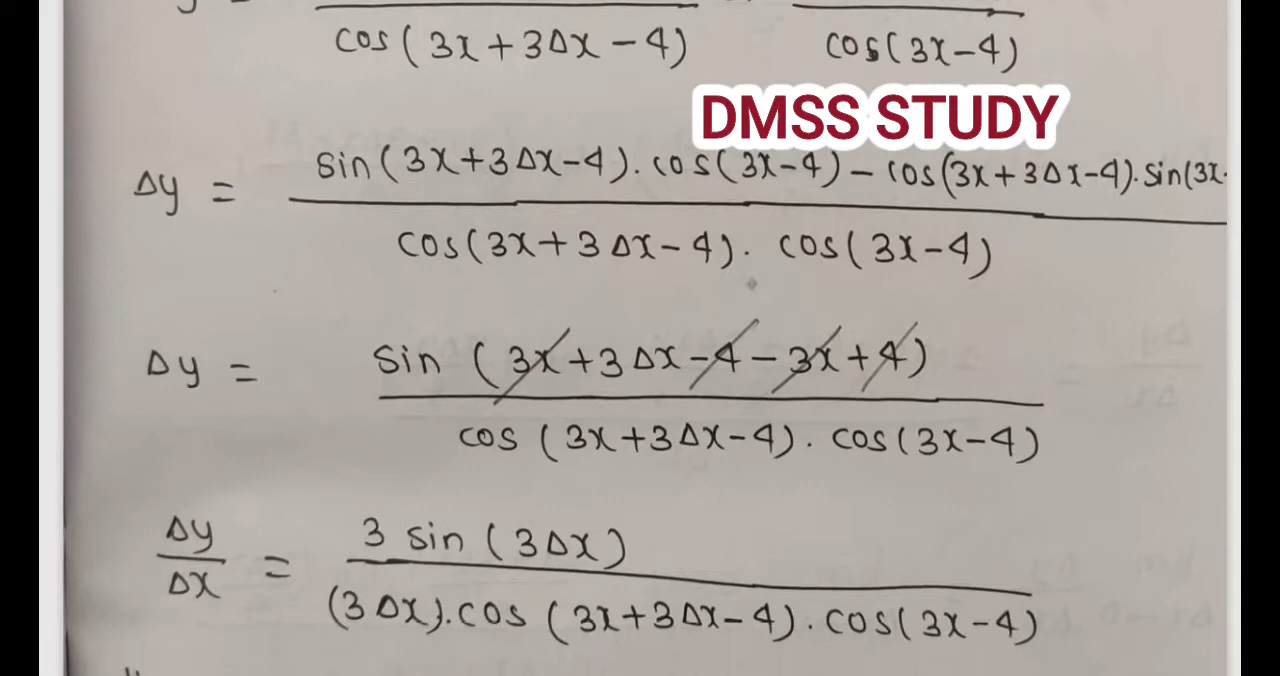 cos(3x+3Δx-4) cos(3x-4)
DMSS STUDY
Δy = sin(3x+3Δx-4).cos(3x-4) - cos(3x+3Δx-4).sin(3x-
cos(3x+3Δx-4). cos(3x-4)
Δy = sin (3x+3Δx-4-3x+4)
cos (3x+3Δx-4). cos(3x-4)
Δy/Δx = 3 sin (3Δx)
(3Δx).cos (3x+3Δx-4). cos(3x-4)